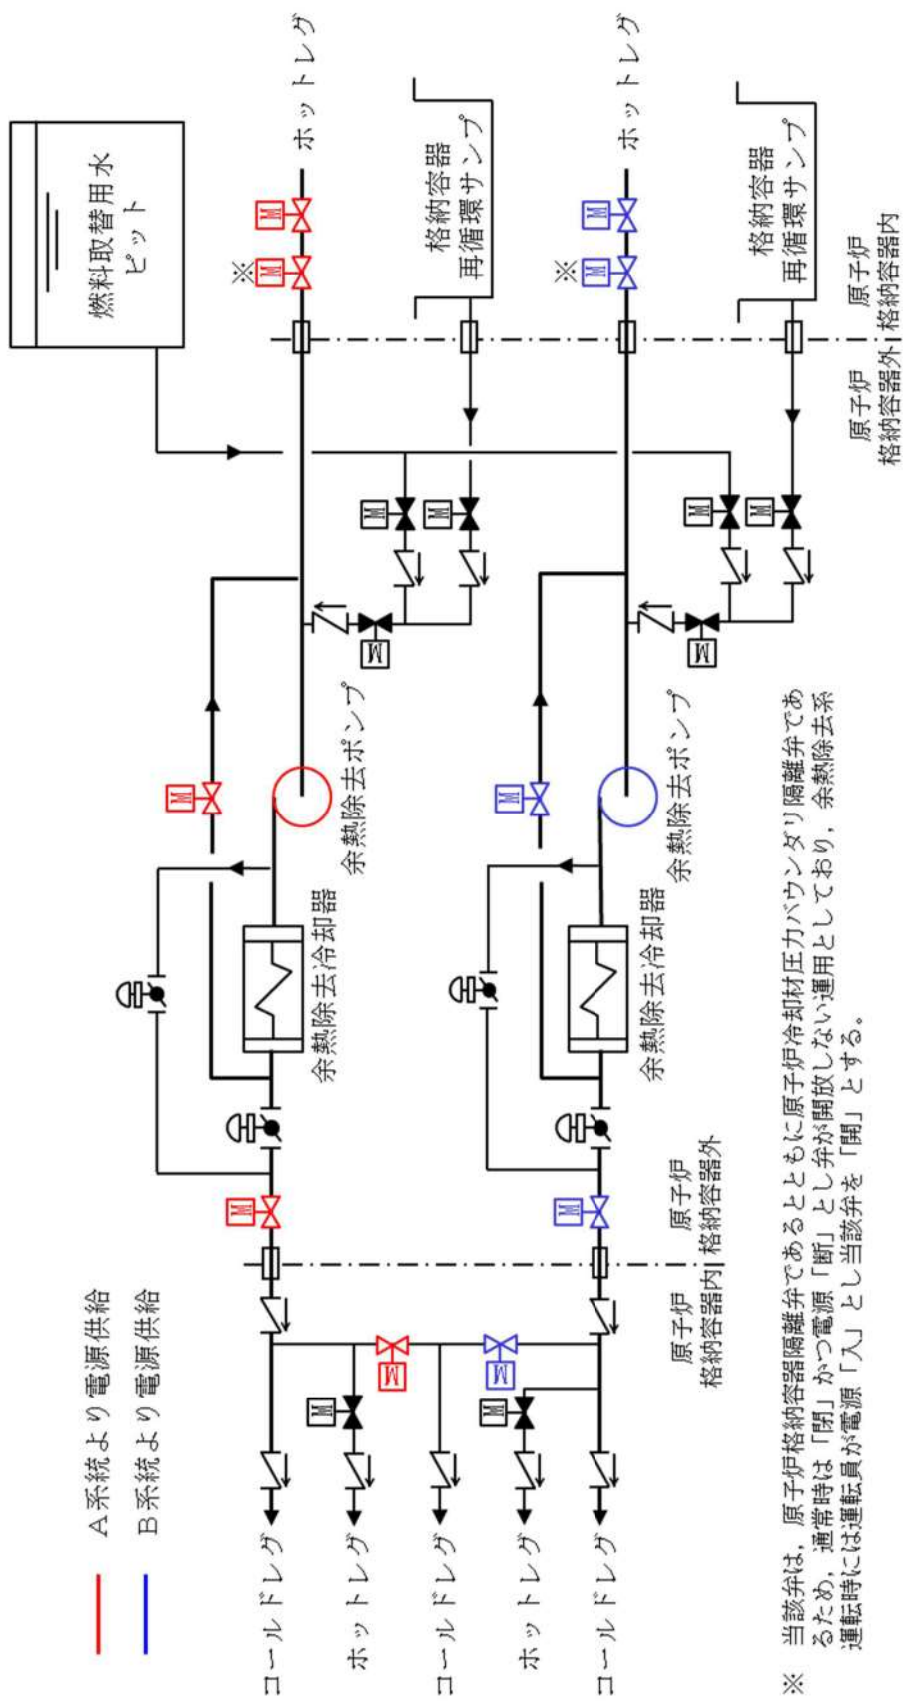 A系統より電源供給
B系統より電源供給
燃料取替用水
ピット
M
M
※
ホットレグ
格納容器
再循環サンプ
M
M
※
ホットレグ
格納容器
再循環サンプ
原子炉
格納容器外
原子炉
格納容器内
M
M
M
M
M
M
M
余熱除去ポンプ
M
余熱除去ポンプ
余熱除去冷却器
余熱除去冷却器
M
M
原子炉
格納容器内
原子炉
格納容器外
M
M
M
M
コールドレグ
ホットレグ
コールドレグ
ホットレグ
コールドレグ
※ 当該弁は，原子炉格納容器隔離弁であるとともに原子炉冷却材圧力バウンダリ隔離弁であ
るため，通常時は「閉」かつ電源「断」とし弁が開放しない運用としており，余熱除去系
運転時には運転員が電源「入」とし当該弁を「開」とする。